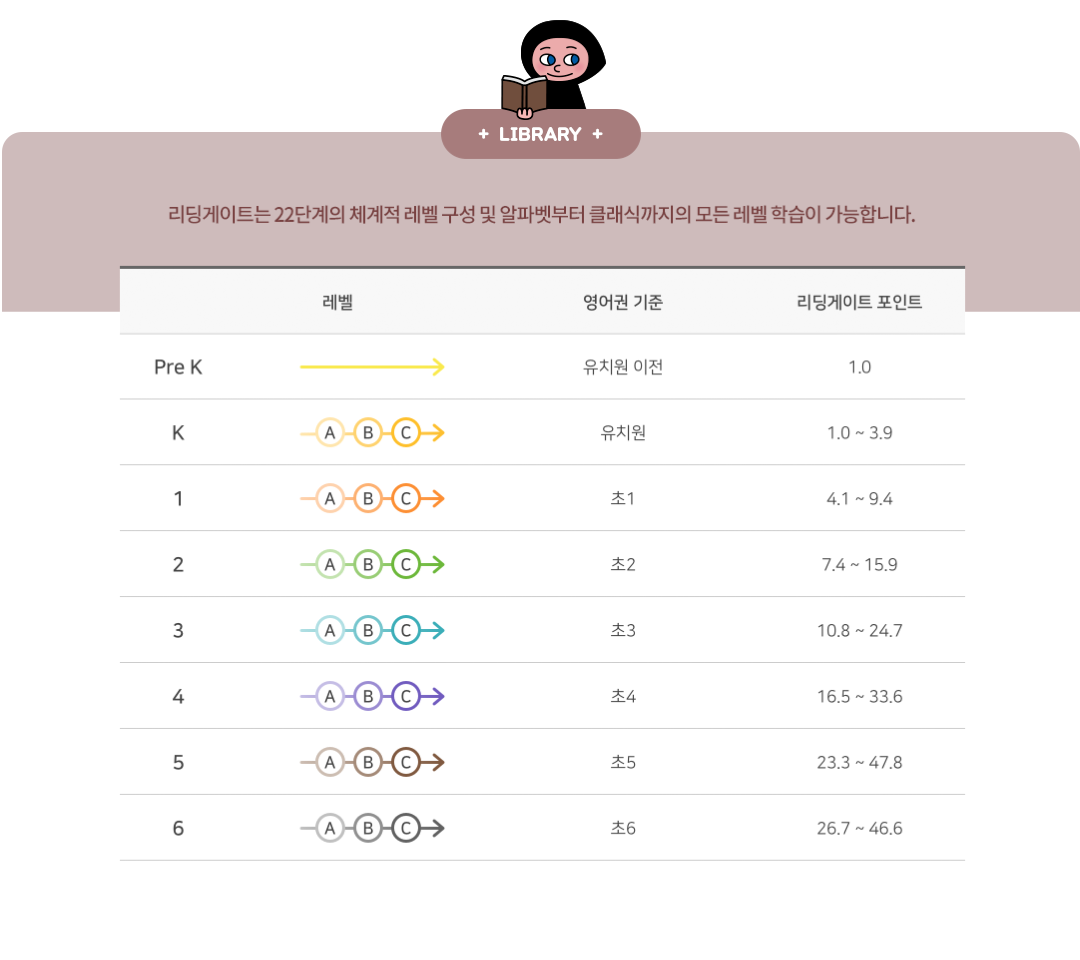 + LIBRARY +
리딩게이트는 22단계의 체계적 레벨 구성 및 알파벳부터 클래식까지의 모든 레벨 학습이 가능합니다.
레벨 영어권 기준 리딩게이트 포인트
Pre K 유치원 이전 1.0
K A B C 유치원 1.0 ~ 3.9
1 A B C 초1 4.1 ~ 9.4
2 A B C 초2 7.4 ~ 15.9
3 A B C 초3 10.8 ~ 24.7
4 A B C 초4 16.5 ~ 33.6
5 A B C 초5 23.3 ~ 47.8
6 A B C 초6 26.7 ~ 46.6